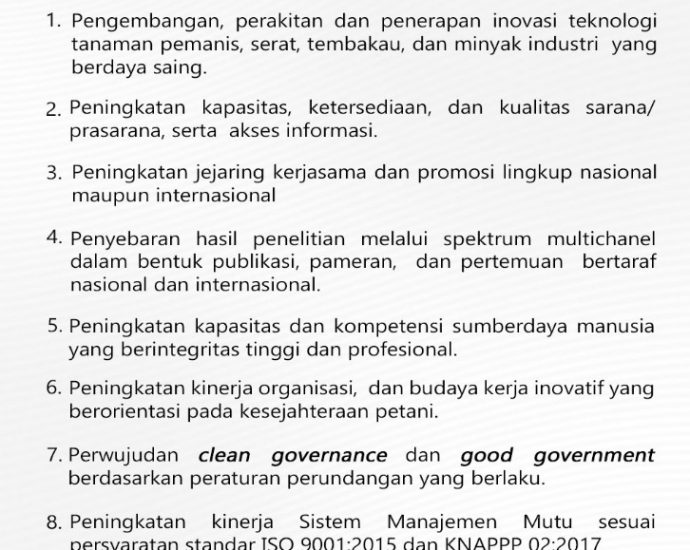 1. Pengembangan, perakitan dan penerapan inovasi teknologi
tanaman pemanis, serat, tembakau, dan minyak industri yang
berdaya saing.
2. Peningkatan kapasitas, ketersediaan, dan kualitas sarana/
prasarana, serta akses informasi.
3. Peningkatan jejaring kerjasama dan promosi lingkup nasional
maupun internasional
4. Penyebaran hasil penelitian melalui spektrum multichanel
dalam bentuk publikasi, pameran, dan pertemuan bertaraf
nasional dan internasional.
5. Peningkatan kapasitas dan kompetensi sumberdaya manusia
yang berintegritas tinggi dan profesional.
6. Peningkatan kinerja organisasi, dan budaya kerja inovatif yang
berorientasi pada kesejahteraan petani.
7. Perwujudan clean governance dan good government
berdasarkan peraturan perundangan yang berlaku.
8. Peningkatan kinerja Sistem Manajemen Mutu sesuai
persyaratan standar ISO 9001:2015 dan KNAPPP 02:2017